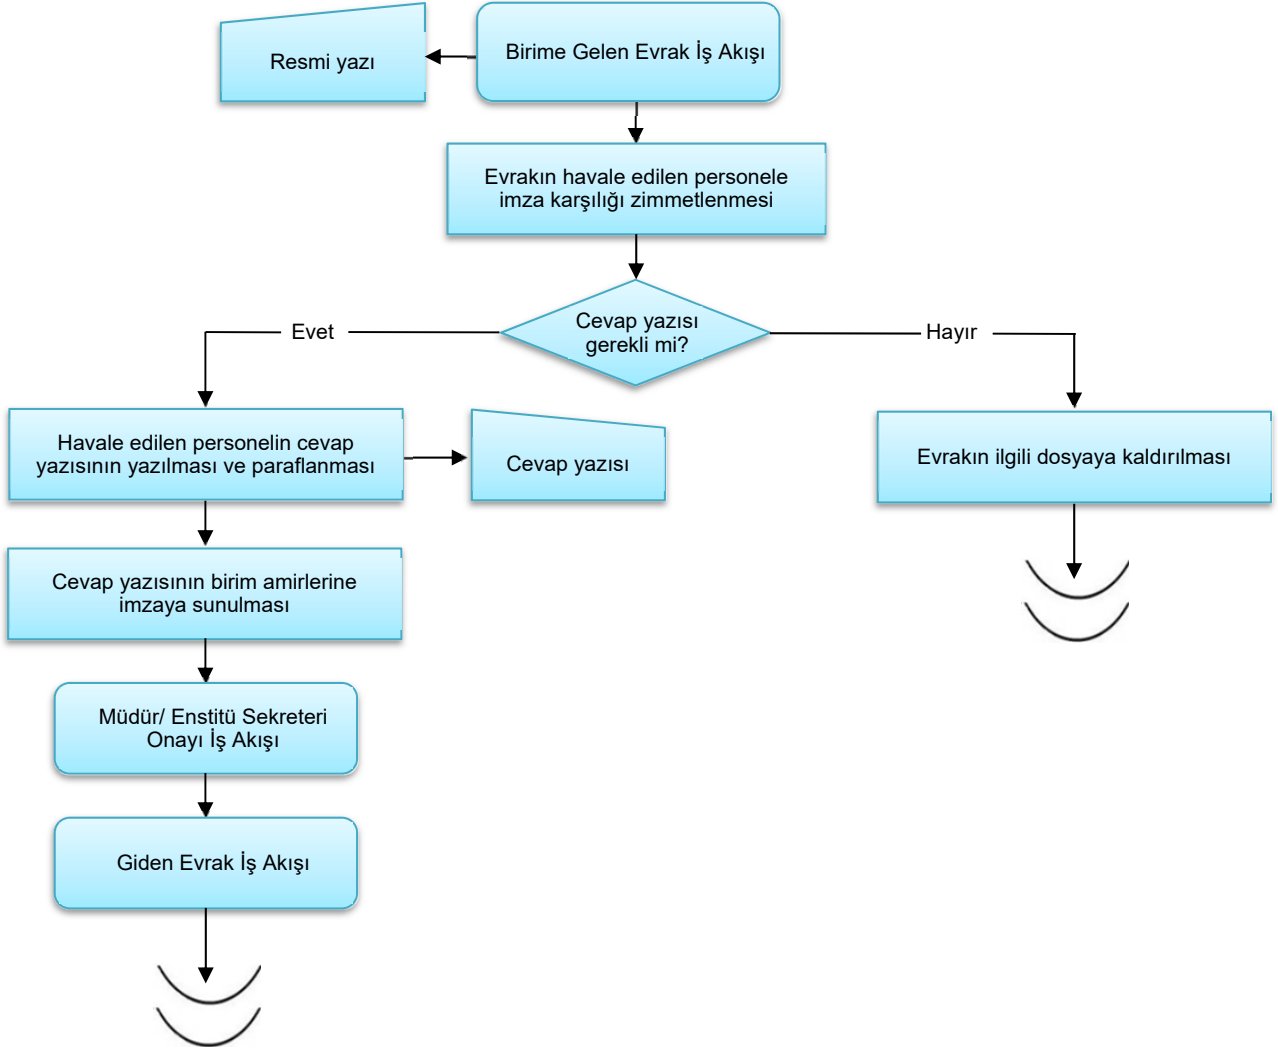 Resmi yazı
Birime Gelen Evrak İş Akışı
Evrakın havale edilen personele
imza karşılığı zimmetlenmesi
Cevap yazısı
gerekli mi?
Evet
Hayır
Havale edilen personelin cevap
yazısının yazılması ve paraflanması
Cevap yazısı
Evrakın ilgili dosyaya kaldırılması
Cevap yazısının birim amirlerine
imzaya sunulması
Müdür/ Enstitü Sekreteri
Onayı İş Akışı
Giden Evrak İş Akışı